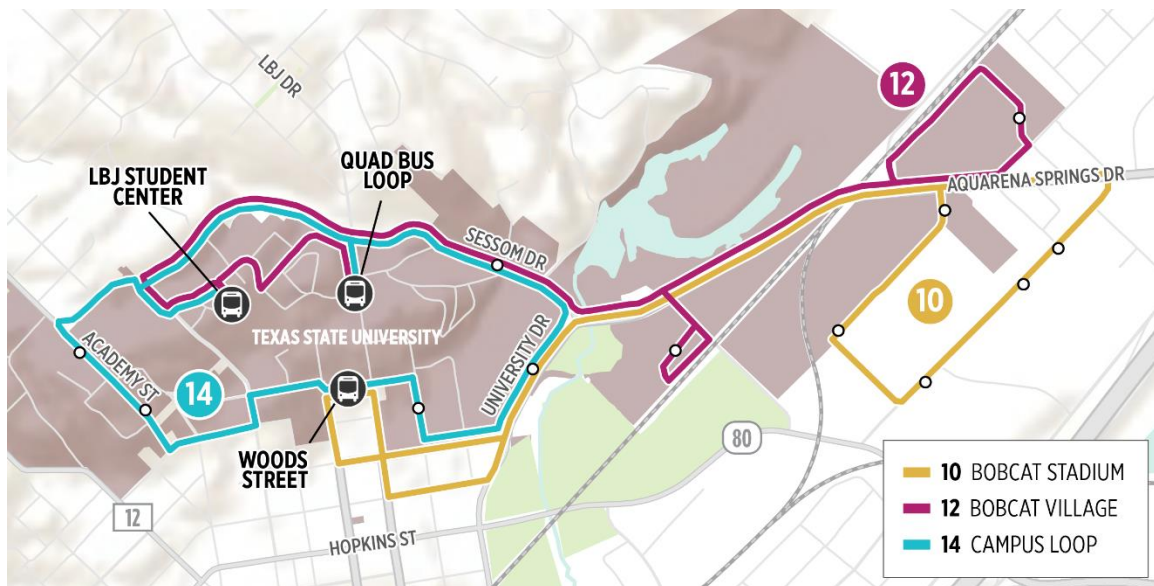 LBJ DR
12
QUAD BUS
LOOP
LBJ STUDENT
CENTER
AQUARENA SPRINGS DR
SESSOM DR
10
TEXAS STATE UNIVERSITY
UNIVERSITY DR
ACADEMY ST
14
WOODS
STREET
80
12
HOPKINS ST
10 BOBCAT STADIUM
12 BOBCAT VILLAGE
14 CAMPUS LOOP